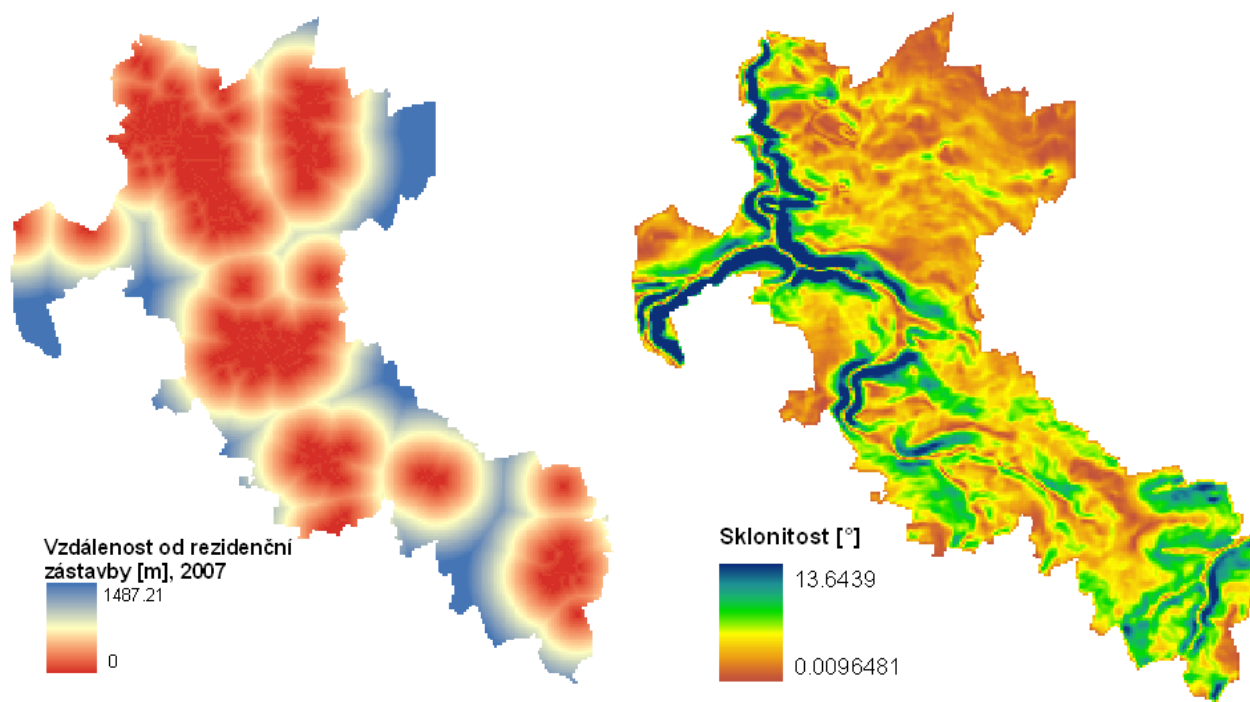 Vzdálenost od rezidenční
zástavby [m], 2007
1487.21
0
Sklonitost [°]
13.6439
0.0096481